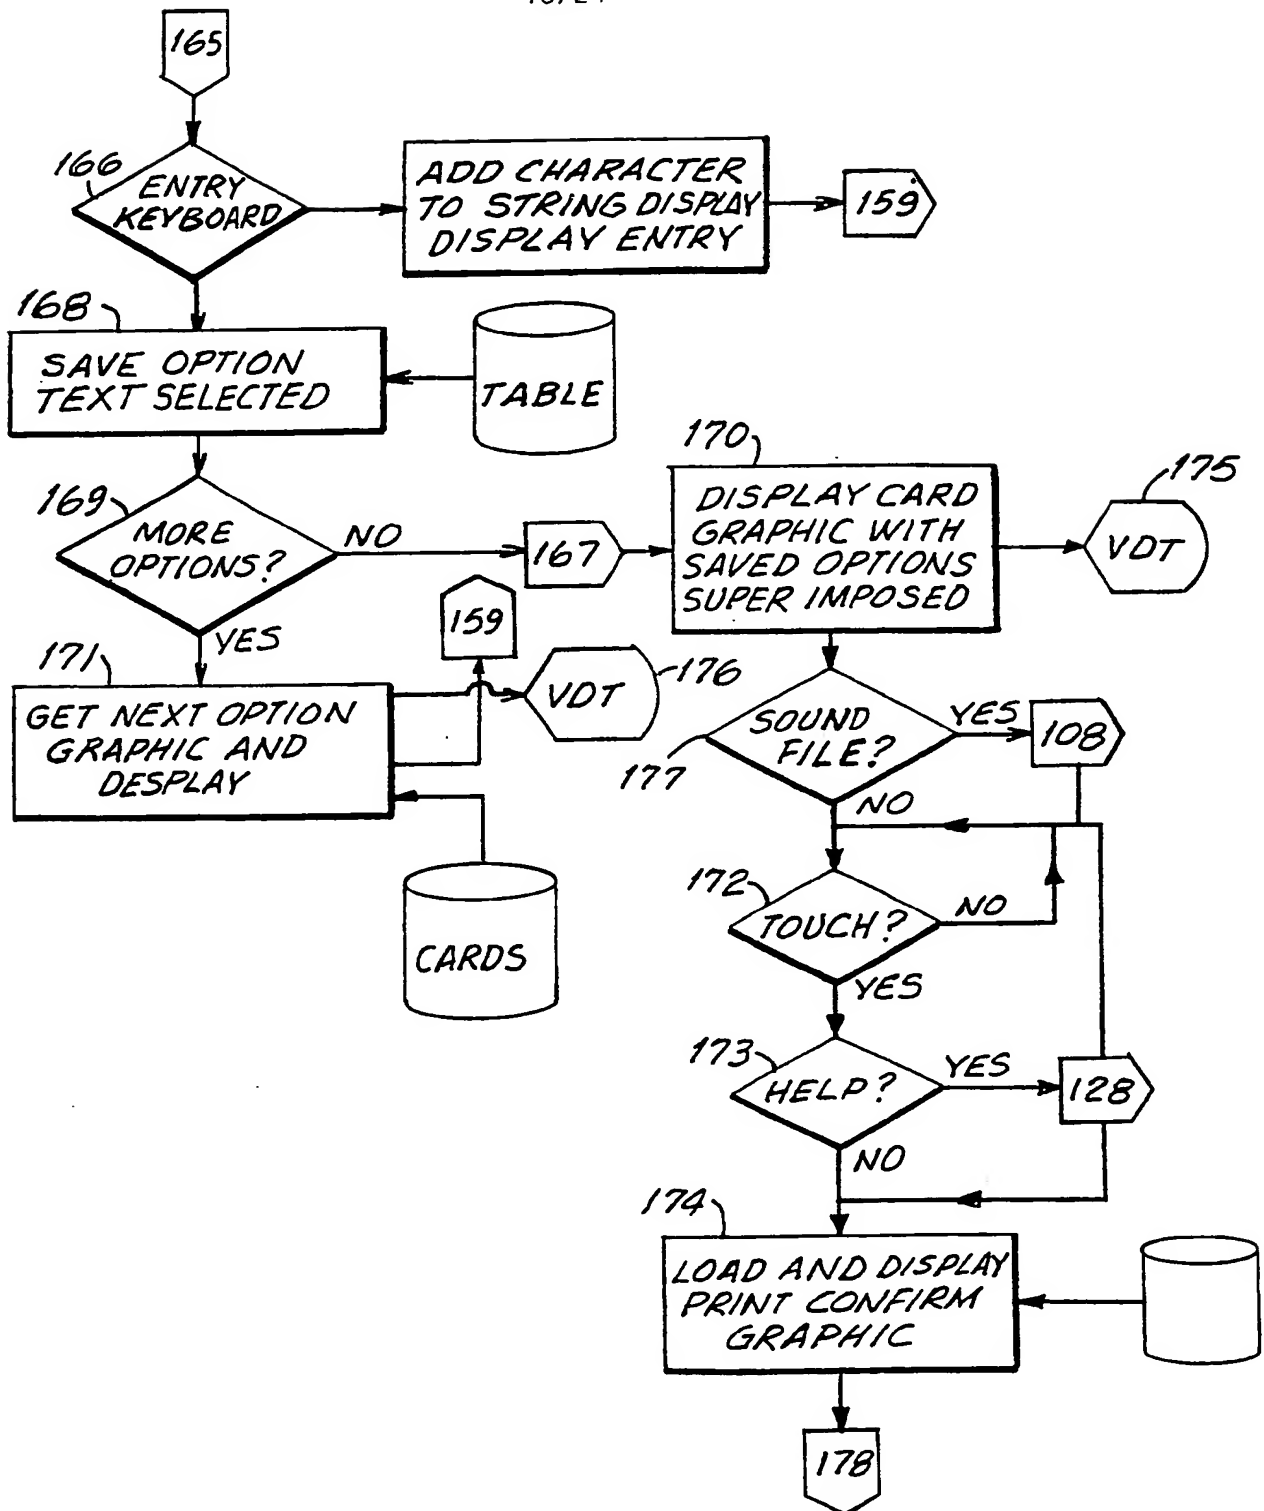 165
166
ENTRY
KEYBOARD
ADD CHARACTER
TO STRING DISPLAY
DISPLAY ENTRY
159
168
SAVE OPTION
TEXT SELECTED
TABLE
169
MORE
OPTIONS?
NO
167
170
DISPLAY CARD
GRAPHIC WITH
SAVED OPTIONS
SUPER IMPOSED
175
VDT
YES
159
171
GET NEXT OPTION
GRAPHIC AND
DESPLAY
VDT
176
CARDS
SOUND
FILE?
177
YES
108
NO
172
TOUCH?
NO
YES
173
HELP?
YES
128
NO
174
LOAD AND DISPLAY
PRINT CONFIRM
GRAPHIC
178